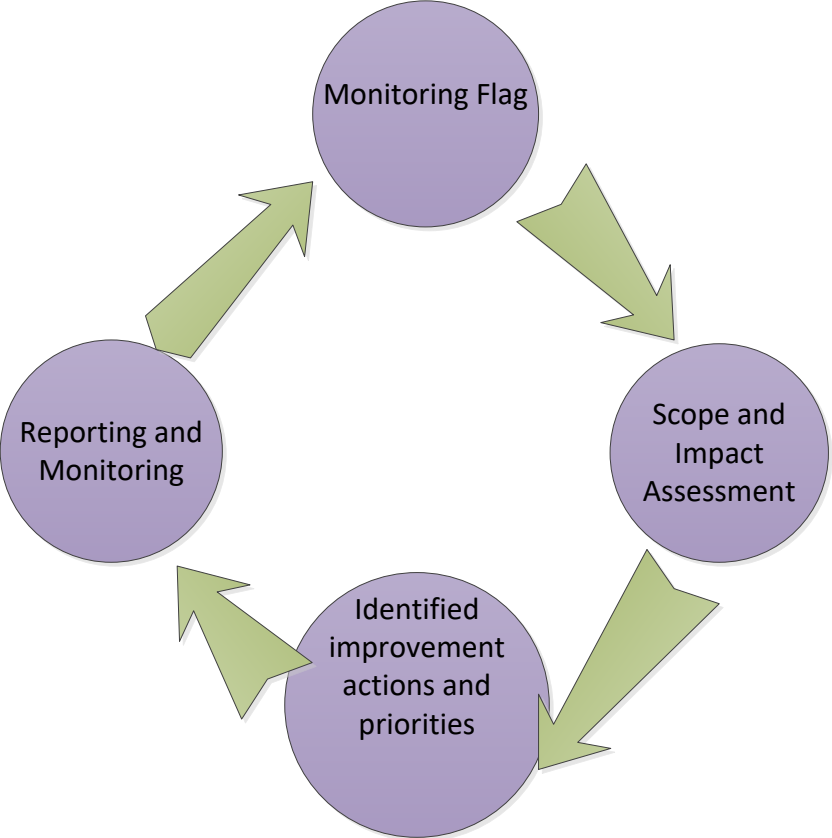 Monitoring Flag
Scope and
Impact
Assessment
Identified
improvement
actions and
priorities
Reporting and
Monitoring